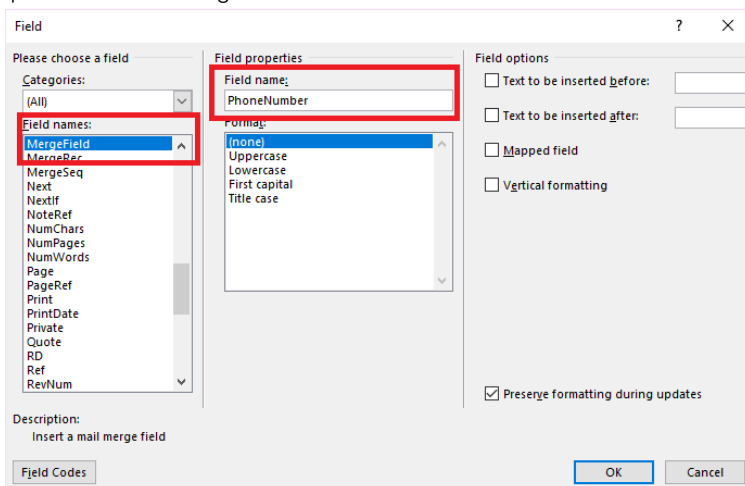 Field ? ×
Please choose a field
Categories:
(All)
Field names:
MergeField
MergeRec
MergeSeq
Next
NextIf
NoteRef
NumChars
NumPages
NumWords
Page
PageRef
Print
PrintDate
Private
Quote
RD
Ref
RevNum
Field properties
Field name:
PhoneNumber
Format:
(none)
Uppercase
Lowercase
First capital
Title case
Field options
Text to be inserted before:
Text to be inserted after:
Mapped field
Vertical formatting
Preserve formatting during updates
Description:
Insert a mail merge field
Field Codes
OK
Cancel